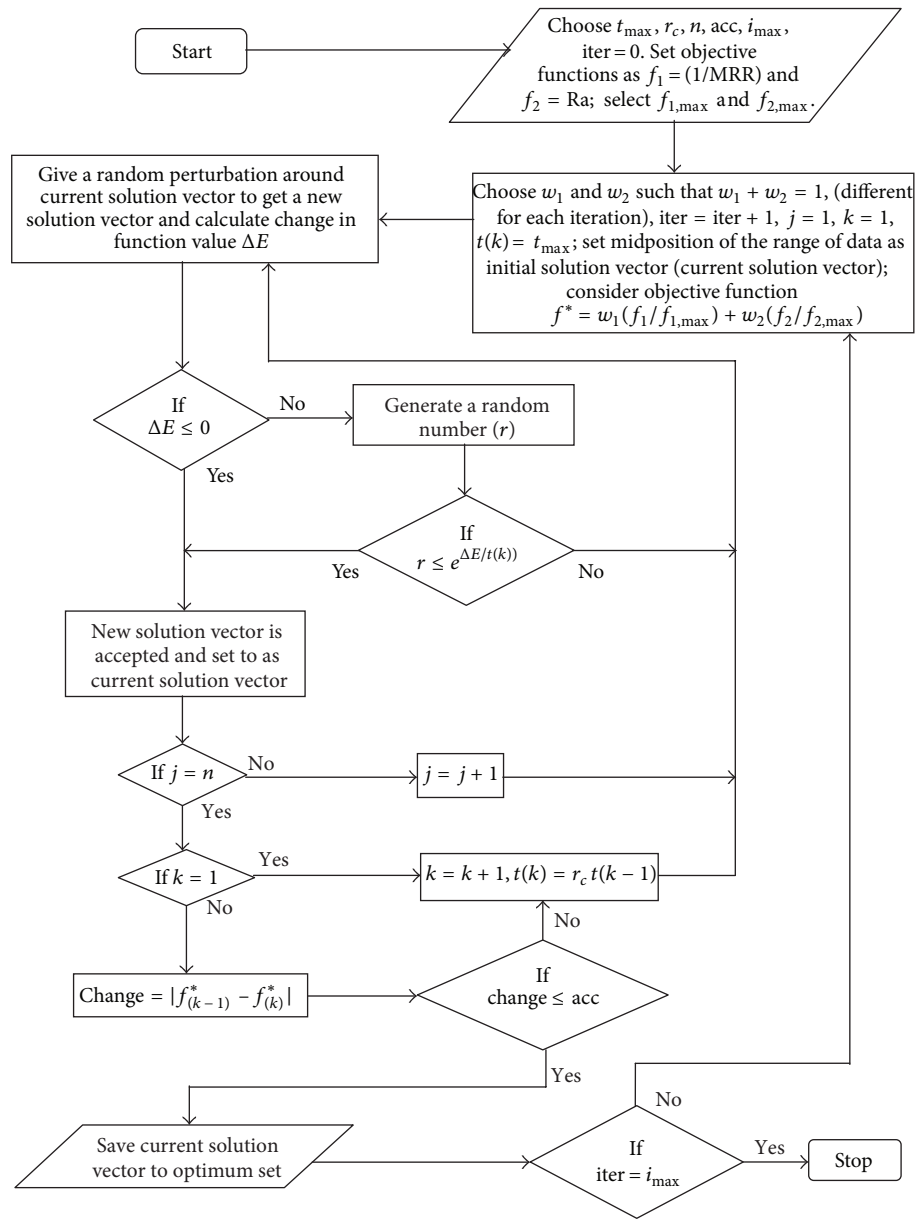 Start
Choose t_max, r_c, n, acc, i_max,
iter = 0. Set objective
functions as f_1 = (1/MRR) and
f_2 = Ra; select f_1,max and f_2,max.
Choose w_1 and w_2 such that w_1 + w_2 = 1, (different
for each iteration), iter = iter + 1, j = 1, k = 1,
t(k) = t_max; set midposition of the range of data as
initial solution vector (current solution vector);
consider objective function
f* = w_1(f_1/f_1,max) + w_2(f_2/f_2,max)
Give a random perturbation around
current solution vector to get a new
solution vector and calculate change in
function value ΔE
If
ΔE ≤ 0
No
Yes
Generate a random
number (r)
If
r ≤ e^ΔE/t(k))
Yes
No
New solution vector is
accepted and set to as
current solution vector
If j = n
No
Yes
j = j + 1
If k = 1
Yes
No
k = k + 1, t(k) = r_c t(k − 1)
Change = |f*_(k − 1) − f*_(k)|
If
change ≤ acc
No
Yes
Save current solution
vector to optimum set
If
iter = i_max
No
Yes
Stop